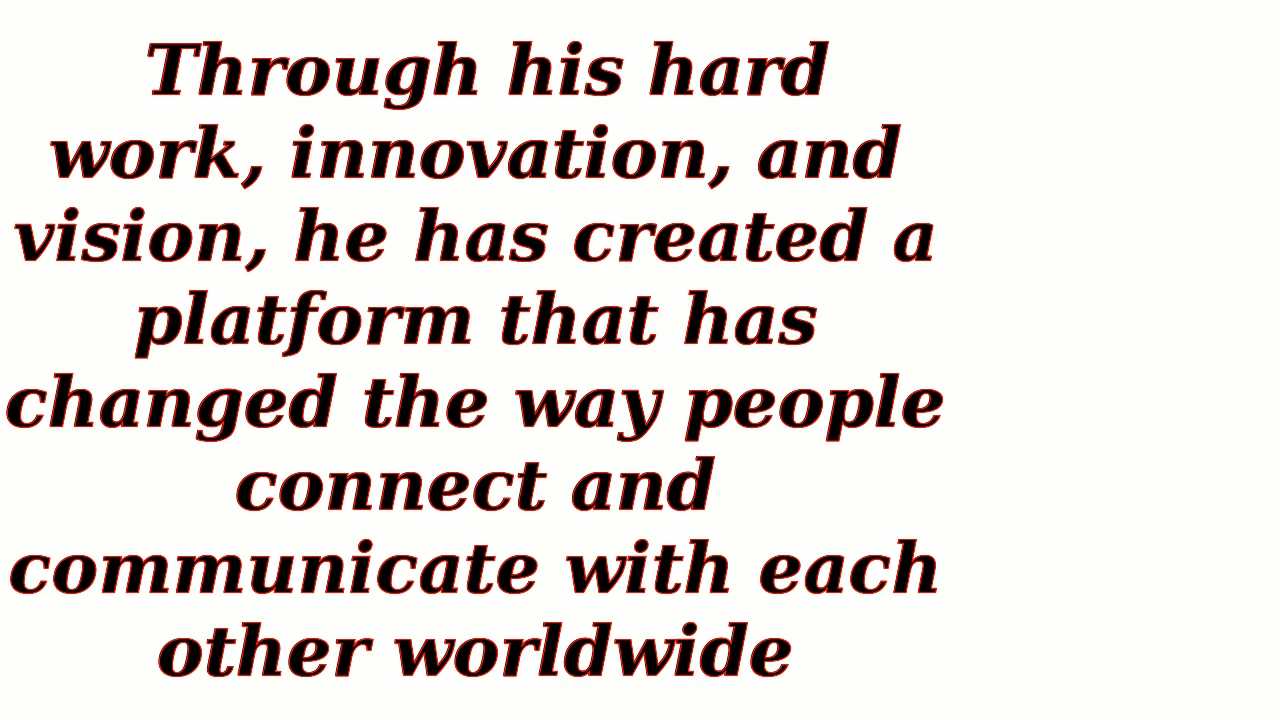 Through his hard
work, innovation, and
vision, he has created a
platform that has
changed the way people
connect and
communicate with each
other worldwide